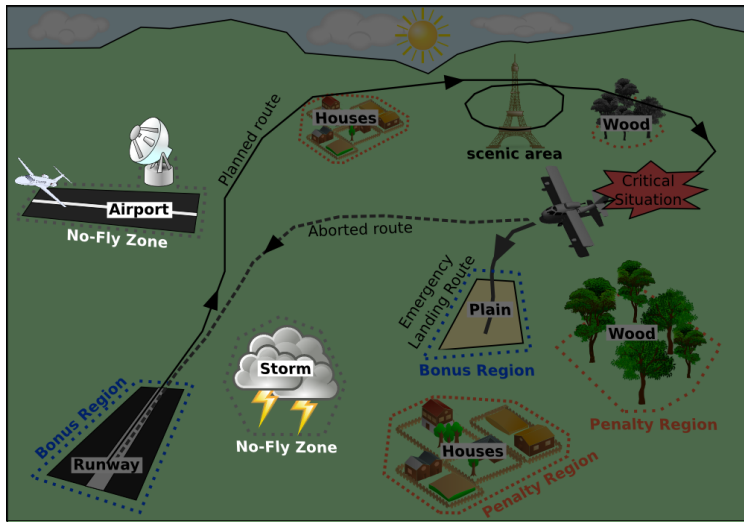 Houses
Wood
scenic area
Planned route
Critical
Situation
Airport
No-Fly Zone
Aborted route
Emergency
Landing Route
Plain
Bonus Region
Wood
Penalty Region
Storm
No-Fly Zone
Bonus Region
Runway
Houses
Penalty Region